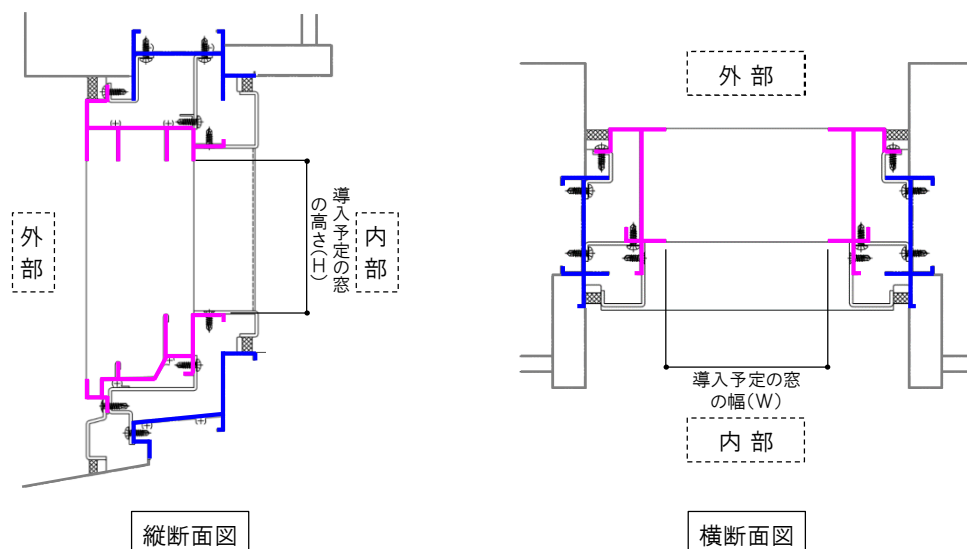 外部
導入予定の窓
の高さ(H)
内部
縦断面図
外部
導入予定の窓
の幅(W)
内部
横断面図